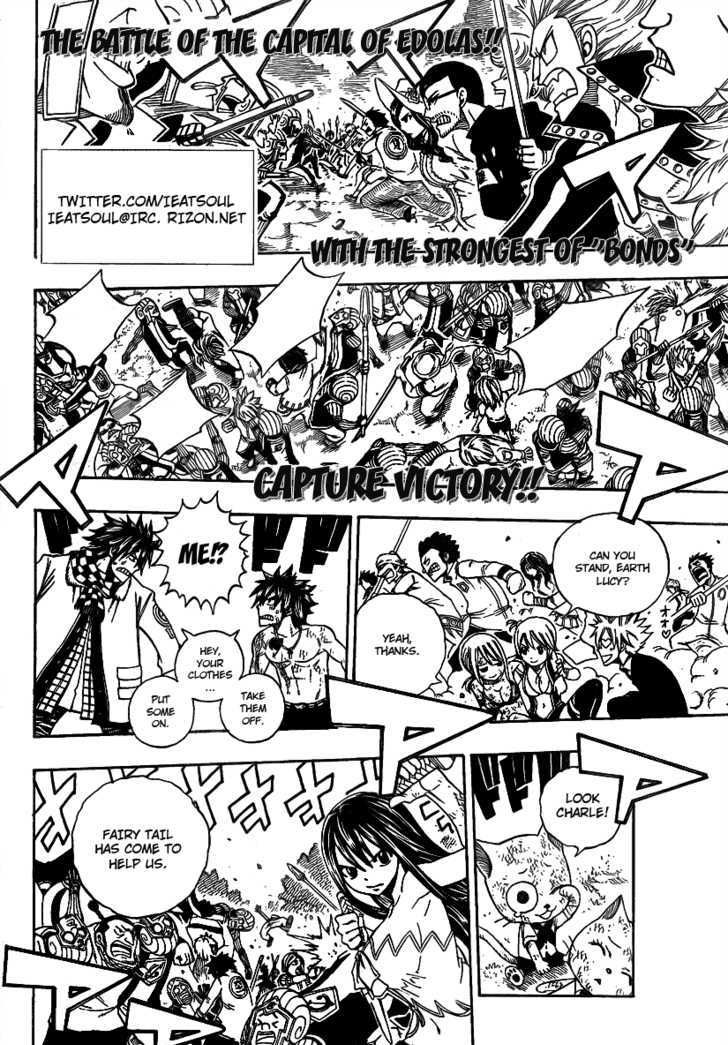 THE BATTLE OF THE CAPITAL OF EDOLAS!!
TWITTER.COM/IEATSOUL
IEATSOUL@IRC. RIZON.NET
WITH THE STRONGEST OF "BONDS"
CAPTURE VICTORY!!
CAN YOU
STAND, EARTH
LUCY?
YEAH,
THANKS.
ME!?
HEY,
YOUR
CLOTHES
...
TAKE
THEM
OFF.
PUT
SOME
ON.
LOOK
CHARLE!
FAIRY TAIL
HAS COME TO
HELP US.